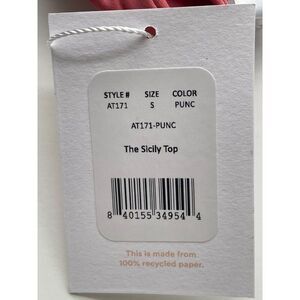 STYLE # SIZE COLOR
AT171 S PUNC
AT171-PUNC
The Sicily Top
8 40155 34954 4
This is made from
100% recycled paper.